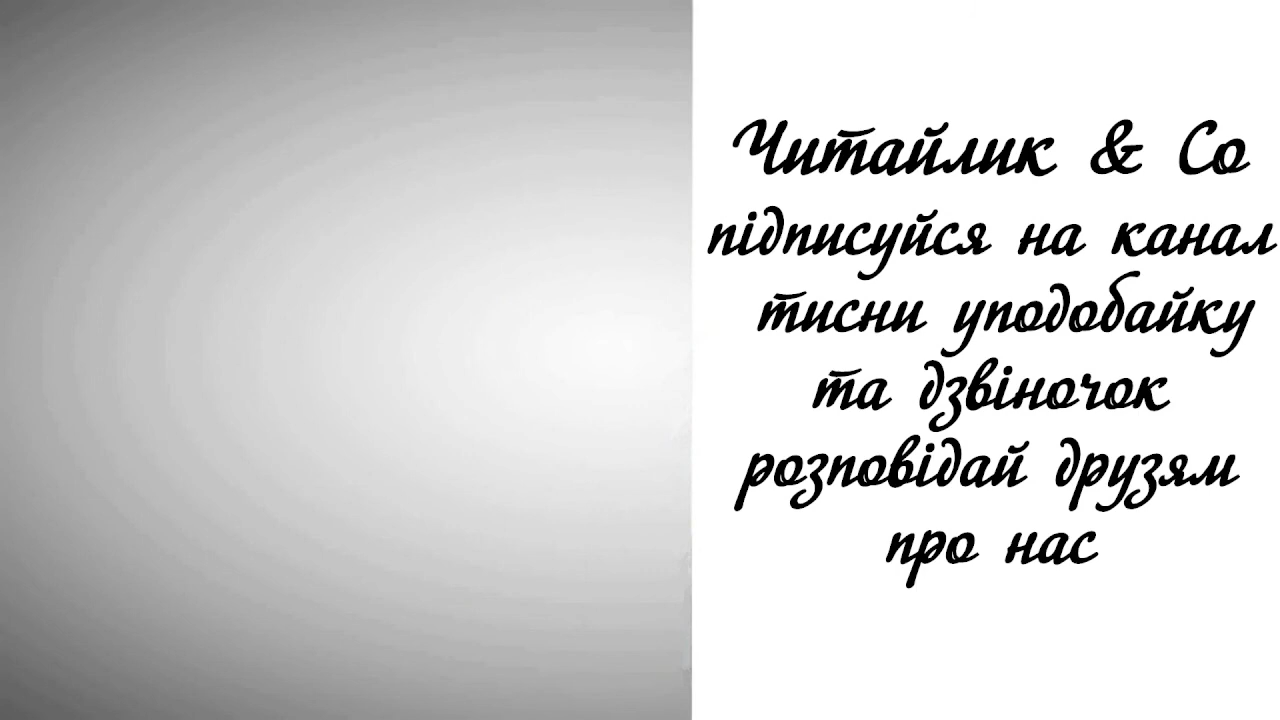 Читайлик & Co
підписуйся на канал
тисни уподобайку
та дзвіночок
розповідай друзям
про нас